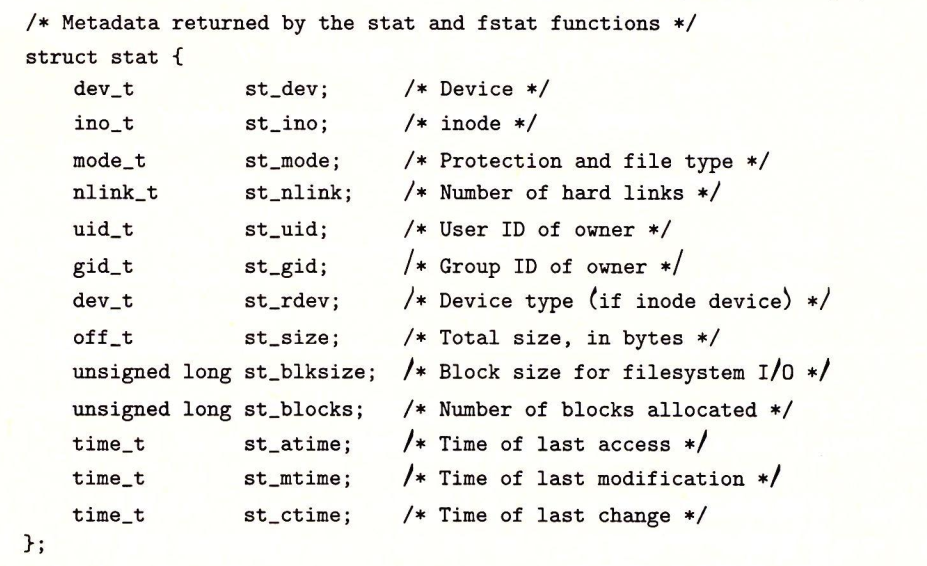 /* Metadata returned by the stat and fstat functions */
struct stat {
    dev_t         st_dev;      /* Device */
    ino_t         st_ino;      /* inode */
    mode_t        st_mode;     /* Protection and file type */
    nlink_t       st_nlink;    /* Number of hard links */
    uid_t         st_uid;      /* User ID of owner */
    gid_t         st_gid;      /* Group ID of owner */
    dev_t         st_rdev;     /* Device type (if inode device) */
    off_t         st_size;     /* Total size, in bytes */
    unsigned long st_blksize;  /* Block size for filesystem I/O */
    unsigned long st_blocks;   /* Number of blocks allocated */
    time_t        st_atime;    /* Time of last access */
    time_t        st_mtime;    /* Time of last modification */
    time_t        st_ctime;    /* Time of last change */
};